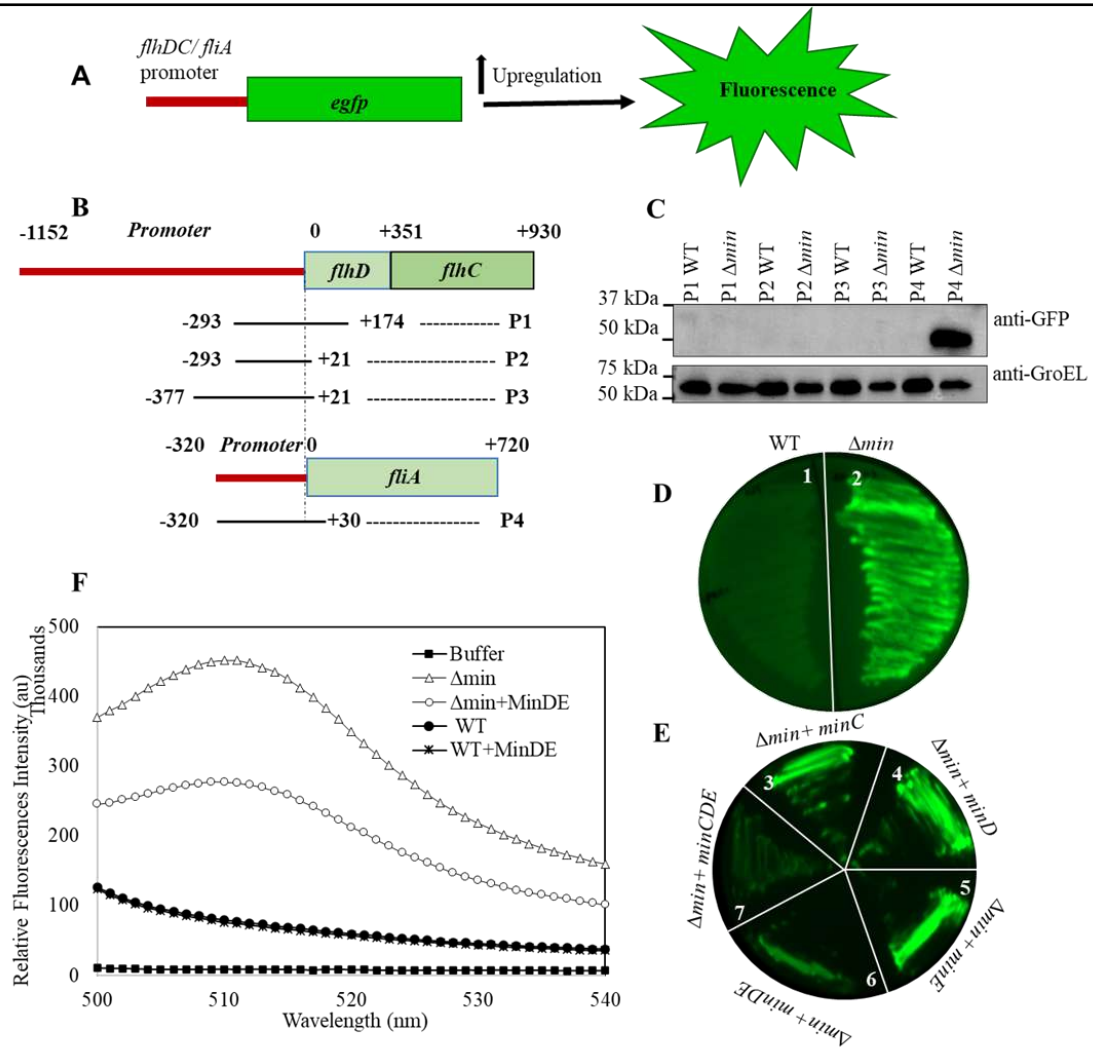 A
flhDC/ fliA
promoter
egfp
Upregulation
Fluorescence
B
-1152 Promoter 0 +351 +930
flhD flhC
-293 +174 P1
-293 +21 P2
-377 +21 P3
-320 Promoter 0 +720
fliA
-320 +30 P4
C
P1 WT
P1 Δmin
P2 WT
P2 Δmin
P3 WT
P3 Δmin
P4 WT
P4 Δmin
37 kDa
50 kDa
anti-GFP
75 kDa
50 kDa
anti-GroEL
D
WT Δmin
1 2
E
Δmin+ minC
3
Δmin+ minD
4
Δmin+ minE
5
Δmin+ minDE
6
Δmin+ minCDE
7
F
Relative Fluorescences Intensity (au)
Thousands
500
400
300
200
100
0
Buffer
Δmin
Δmin+MinDE
WT
WT+MinDE
500 510 520 530 540
Wavelength (nm)